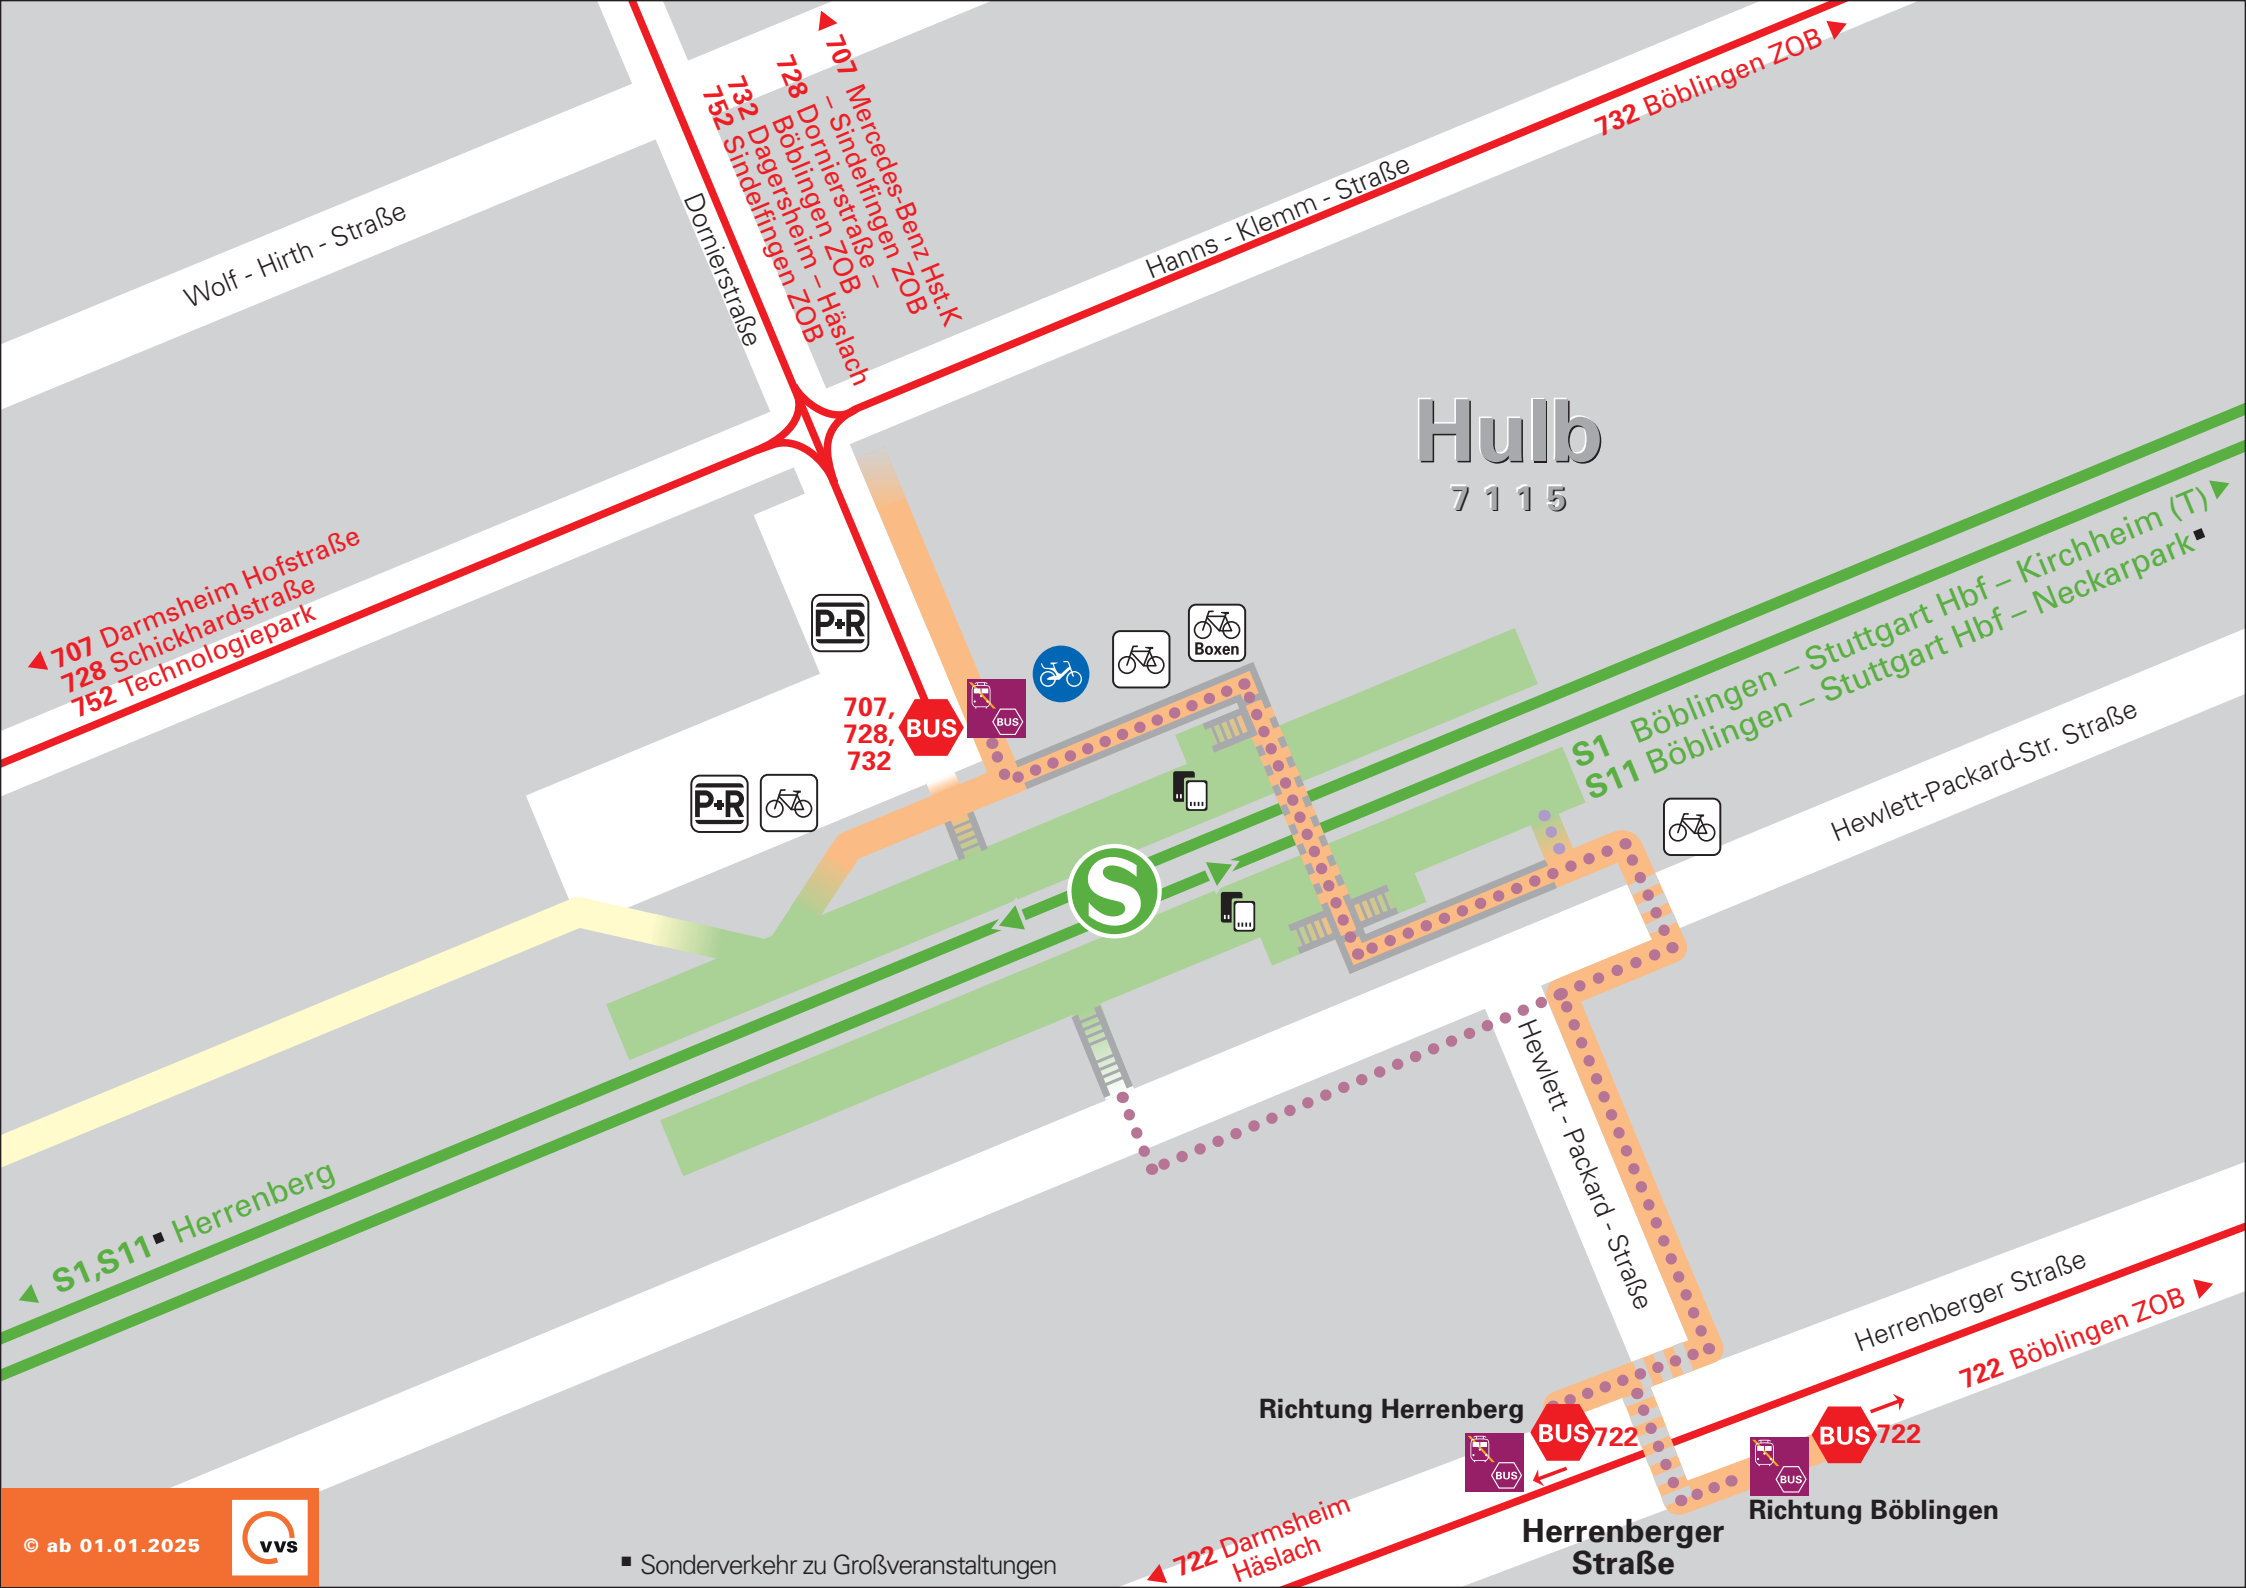 707 Mercedes-Benz Hst.K
– Sindelfingen ZOB
728 Dornierstraße –
Böblingen ZOB
732 Dagersheim – Häslach
752 Sindelfingen ZOB
732 Böblingen ZOB
Wolf - Hirth - Straße
Dornierstraße
Hanns - Klemm - Straße
Hulb
7115
707 Darmsheim Hofstraße
728 Schickhardstraße
752 Technologiepark
P+R
Boxen
707,
728,
732
BUS
BUS
P+R
S1 Böblingen – Stuttgart Hbf – Kirchheim (T)
S11 Böblingen – Stuttgart Hbf – Neckarpark▪
Hewlett-Packard-Str. Straße
S
Hewlett - Packard - Straße
S1,S11▪ Herrenberg
Herrenberger Straße
722 Böblingen ZOB
Richtung Herrenberg
BUS
722
BUS
BUS
722
BUS
Richtung Böblingen
Herrenberger
Straße
722 Darmsheim
Häslach
© ab 01.01.2025
vvs
▪ Sonderverkehr zu Großveranstaltungen